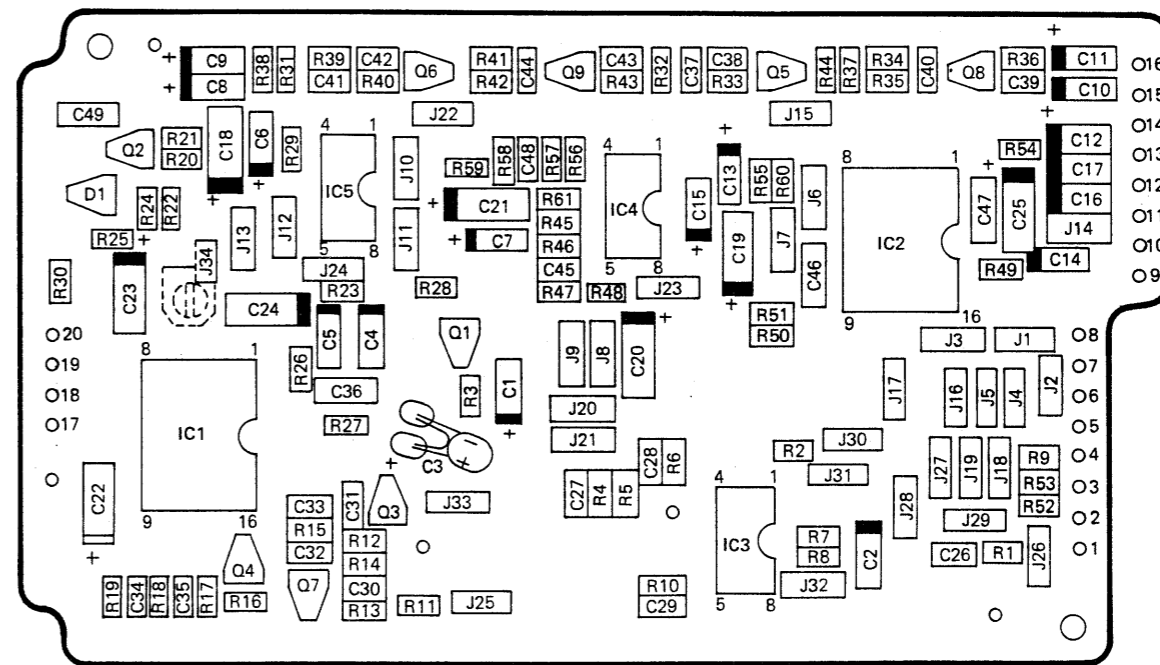 + C9 R38 R31 R39 C42 Q6 R41 C44 Q9 C43 R32 C37 C38 Q5 R44 R37 R34 C40 Q8 R36 + C11 16
+ C8 C41 R40 R42 R43 R33 R35 C39 C10 15
C49 J22 J15 14
Q2 R21 C18 C6 R29 4 1 J10 R58 C48 R57 R56 4 1 + C13 R55 R60 8 1 R54 C12 13
R20 + R59 J6 + C17
D1 R24 R22 + IC5 + C21 R61 IC4 C15 C47 C25 C16 12
R45 J14 11
R25 + J13 J12 J11 + C7 R46 + C19 J7 IC2 10
J34 5 8 C45 5 8 C46 + C14
R30 C23 J24 R28 R47 R48 J23 R49 9
R23 +
C24 R51 9 16
20 C5 C4 Q1 J9 J8 + C20 R50 J3 J1 8
19 8 1 R26 J17 J2 7
18 C36 R3 C1 J16 J5 J4 6
17 IC1 R27 J20 5
+ J21 R2 J30 4
C3 + C28 R6 J31 J27 J19 J18 R9
C22 + Q3 J33 C27 R4 R5 4 1 J28 R53 3
9 16 C33 C31 R52
R15 R12 IC3 R7 C2 J29 2
+ C32 R14 R8 C26 R1 J26 1
Q4 Q7 +
R19 C34 R18 C35 R17 R16 C30 R11 J25 R10 J32
R13 C29 5 8